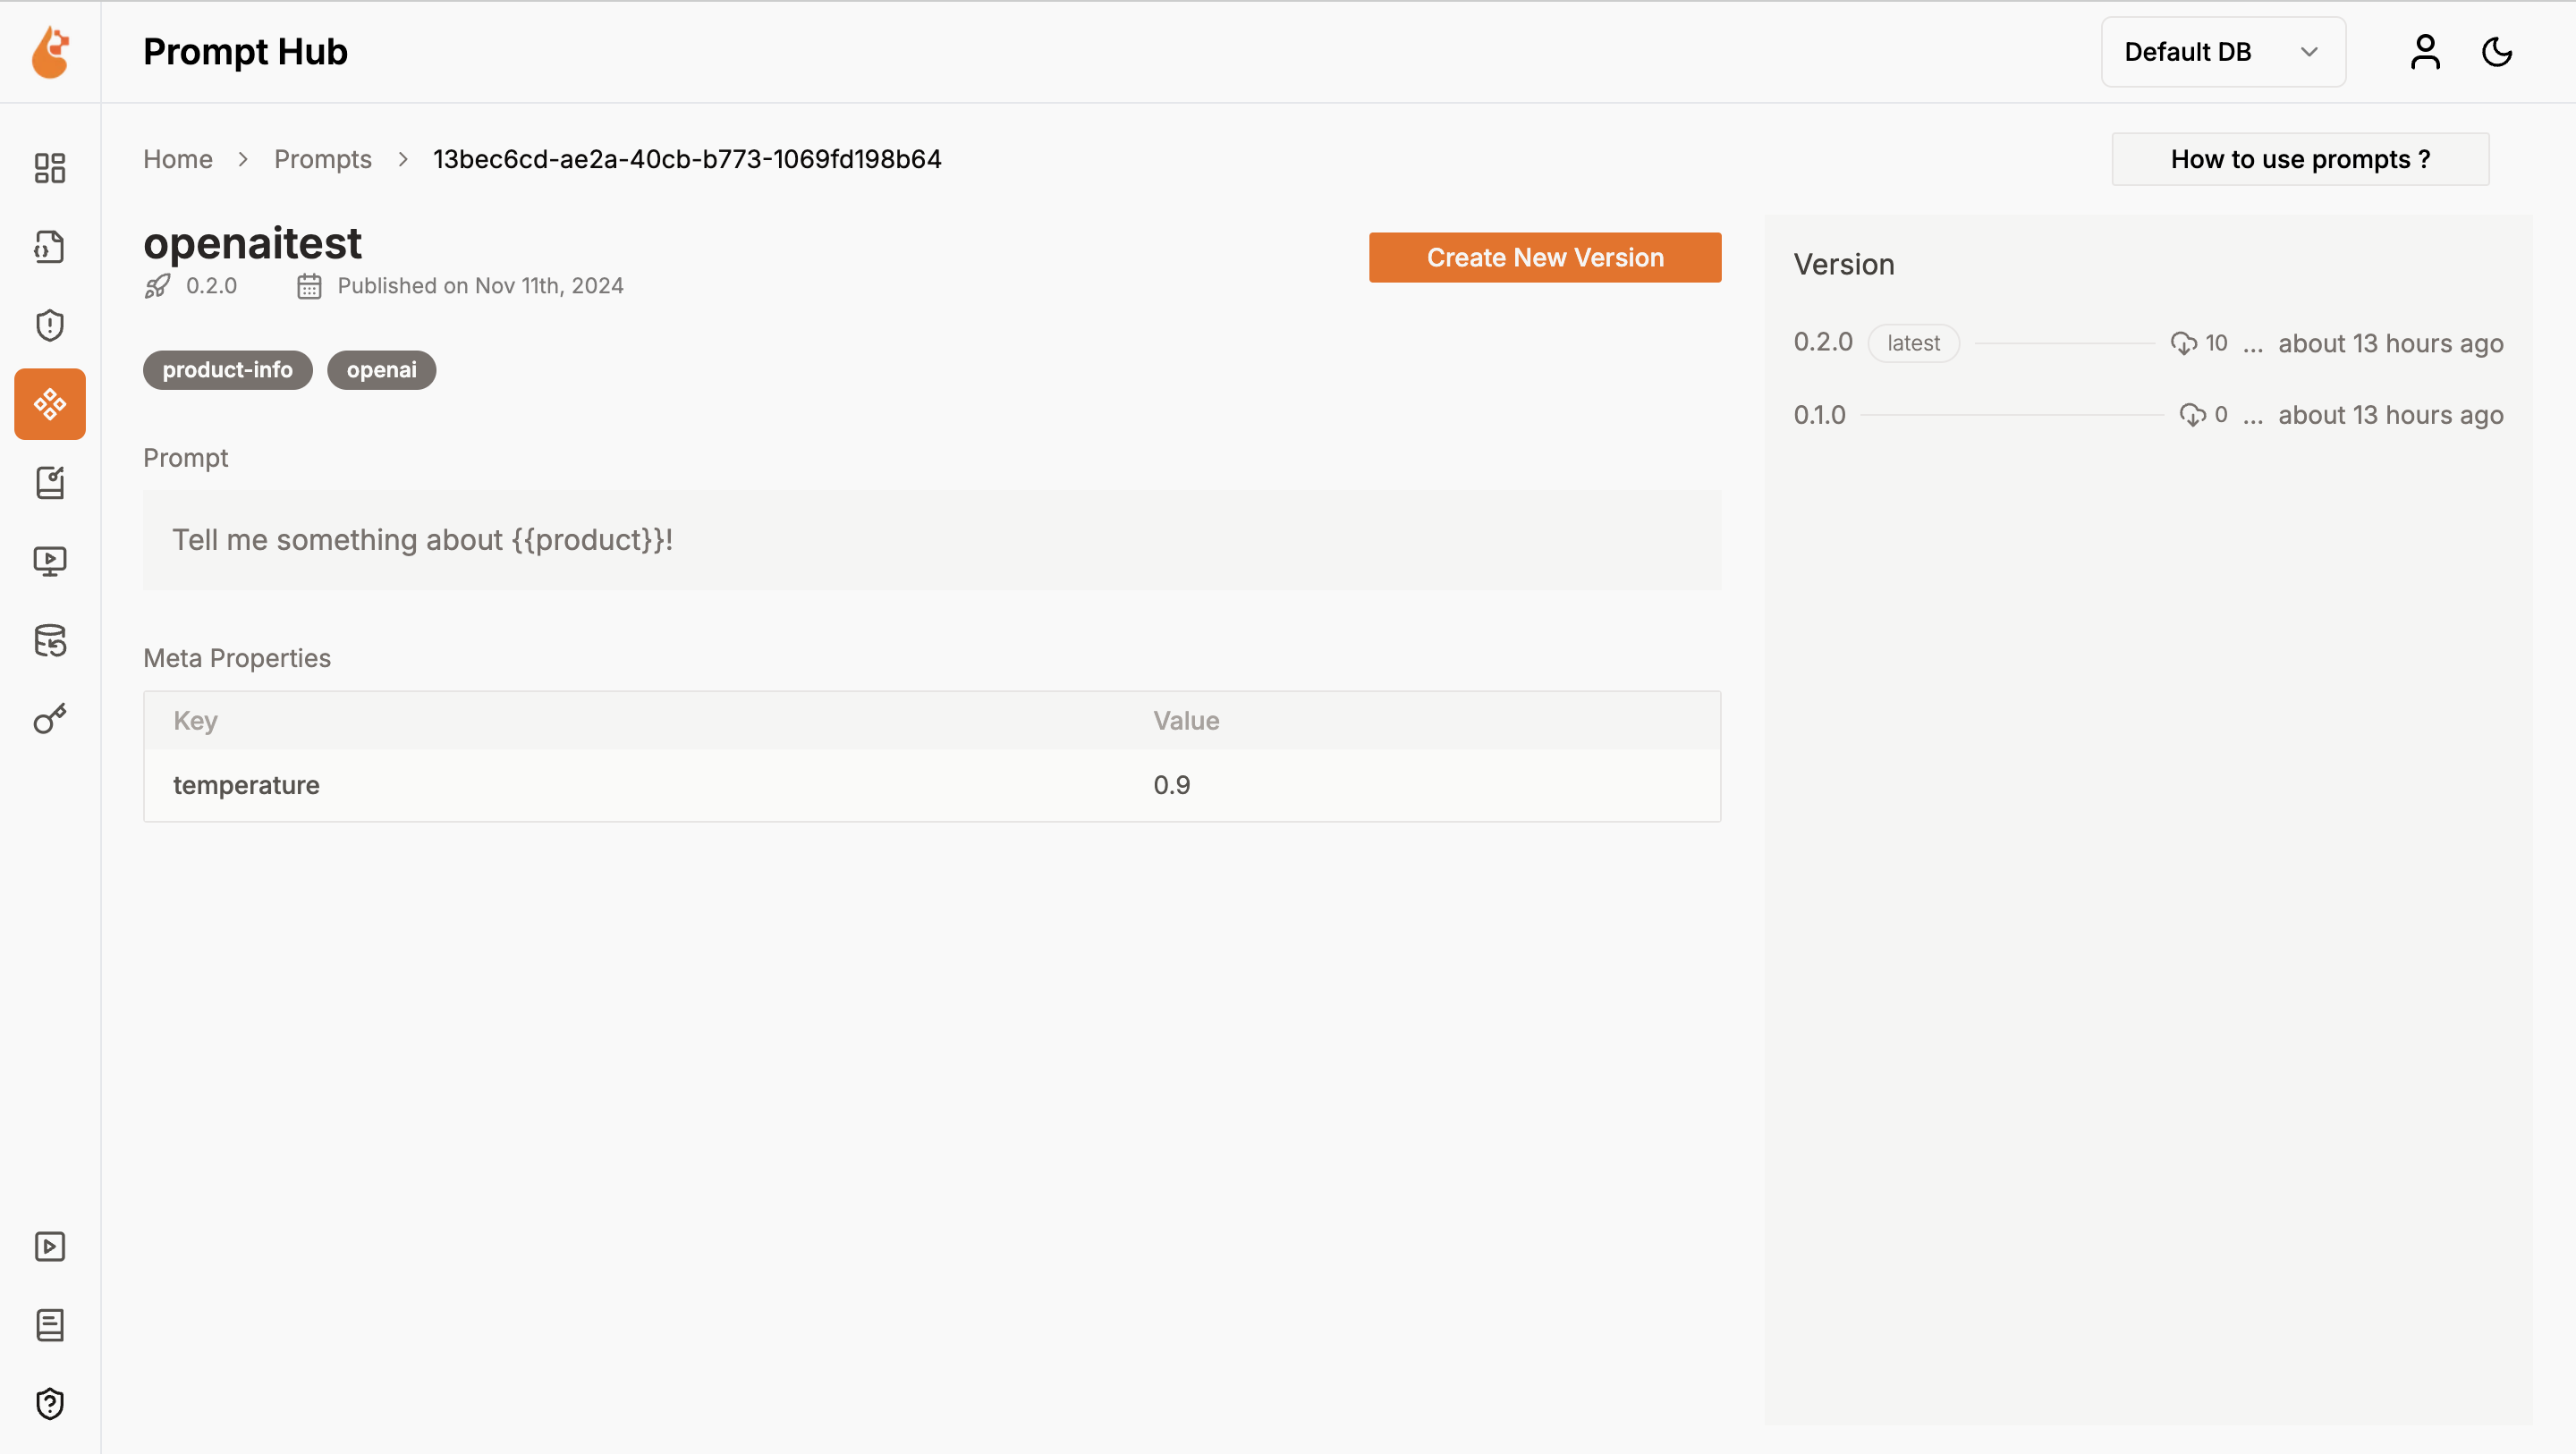 Prompt Hub
Default DB
Home > Prompts > 13bec6cd-ae2a-40cb-b773-1069fd198b64
How to use prompts ?
openaitest
Create New Version
0.2.0 Published on Nov 11th, 2024
product-info openai
Prompt
Tell me something about {{product}}!
Meta Properties
Key Value
temperature 0.9
Version
0.2.0 latest 10 ... about 13 hours ago
0.1.0 0 ... about 13 hours ago